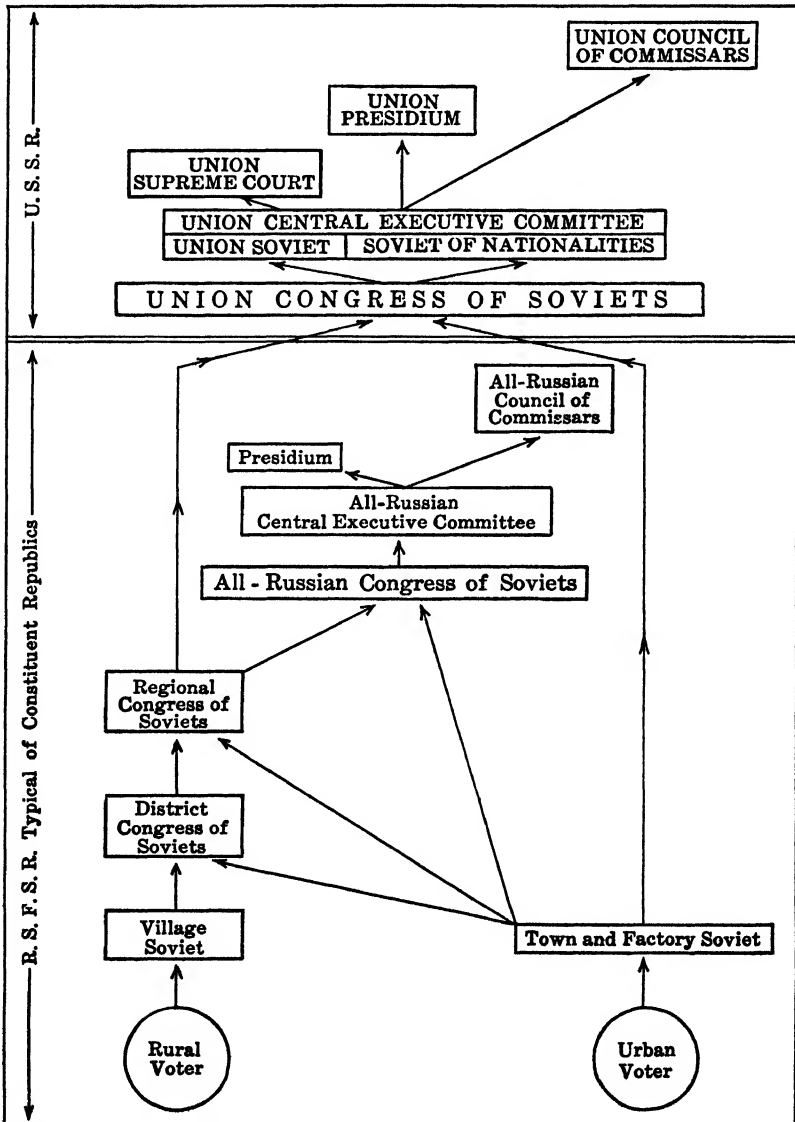 UNION COUNCIL
OF COMMISSARS
UNION
PRESIDIUM
UNION
SUPREME COURT
UNION CENTRAL EXECUTIVE COMMITTEE
UNION SOVIET
SOVIET OF NATIONALITIES
UNION CONGRESS OF SOVIETS
U. S. S. R.
All-Russian
Council of
Commissars
Presidium
All-Russian
Central Executive Committee
All - Russian Congress of Soviets
Regional
Congress of
Soviets
District
Congress of
Soviets
Village
Soviet
Town and Factory Soviet
Rural
Voter
Urban
Voter
R. S. F. S. R. Typical of Constituent Republics